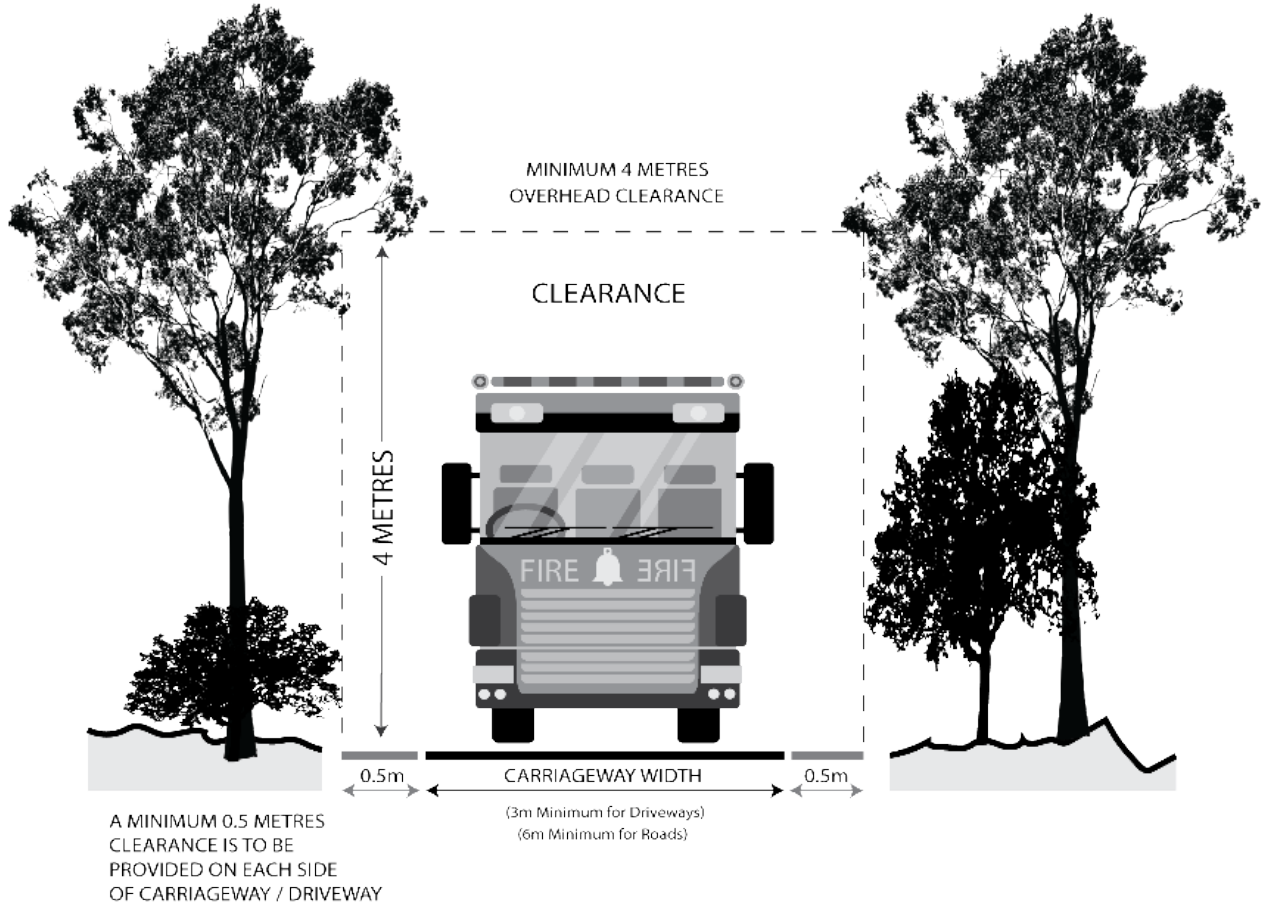 MINIMUM 4 METRES
OVERHEAD CLEARANCE
CLEARANCE
4 METRES
FIRE FIRE
0.5m
CARRIAGEWAY WIDTH
0.5m
(3m Minimum for Driveways)
(6m Minimum for Roads)
A MINIMUM 0.5 METRES
CLEARANCE IS TO BE
PROVIDED ON EACH SIDE
OF CARRIAGEWAY / DRIVEWAY